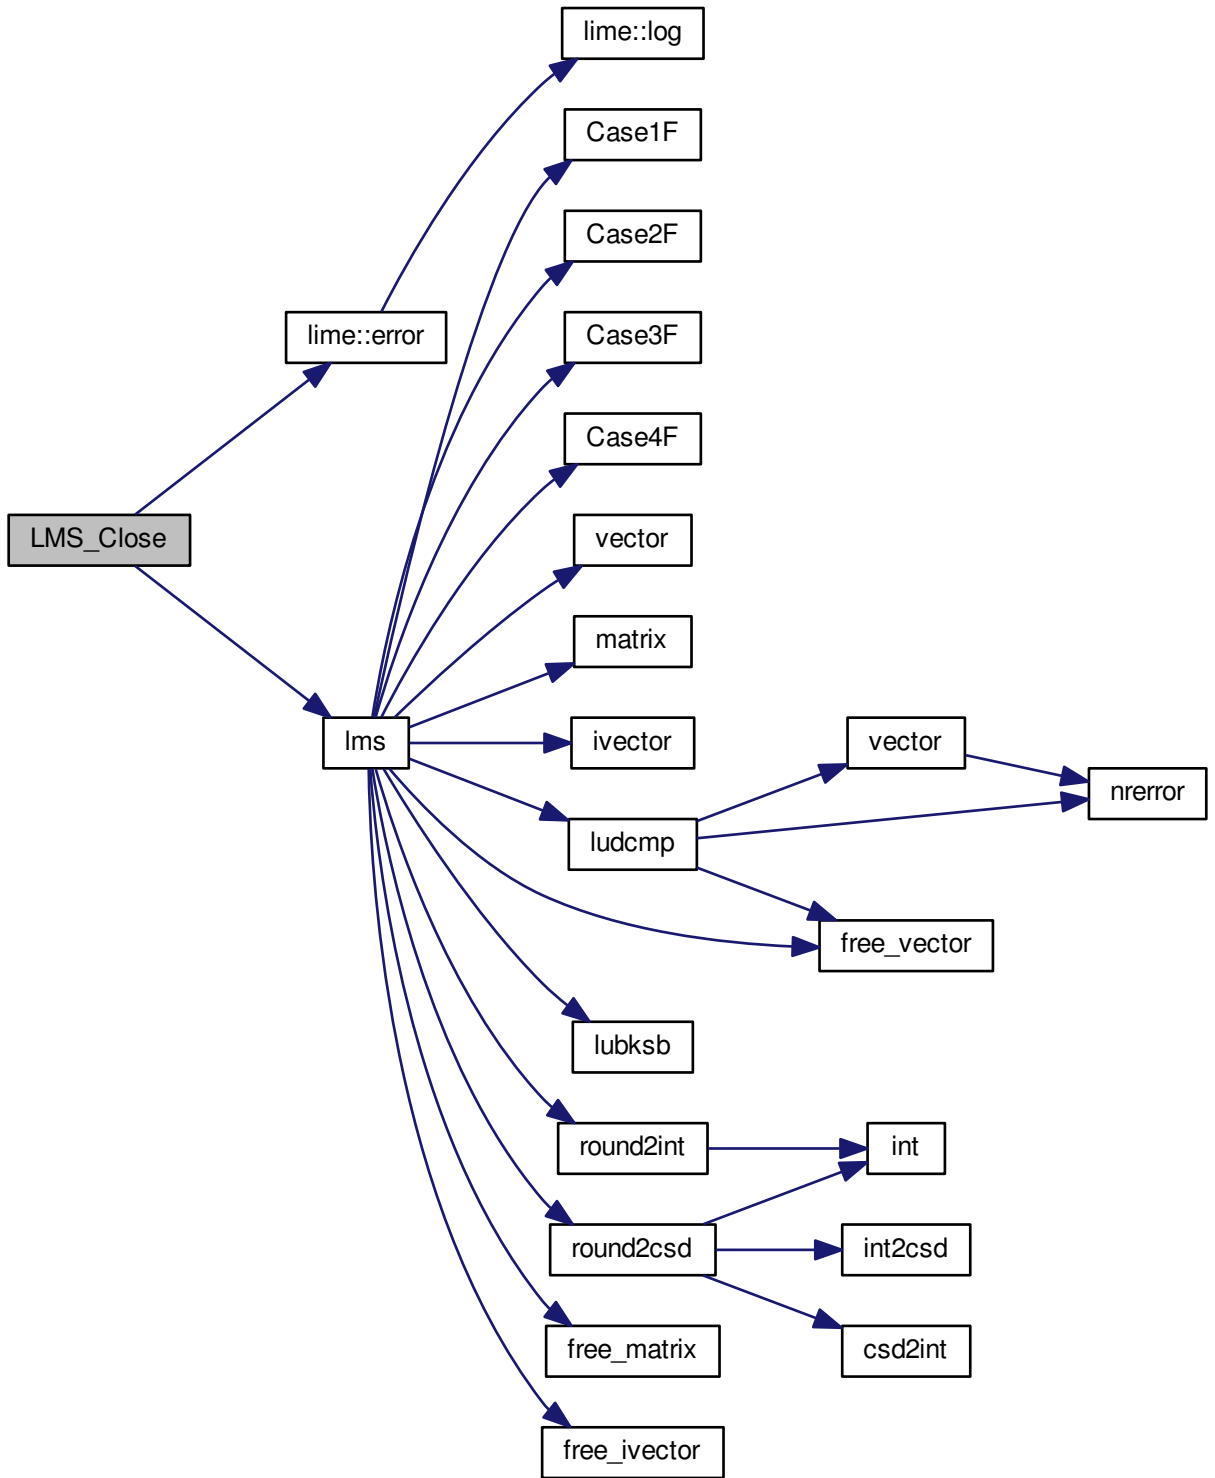 lime::log
Case1F
Case2F
lime::error
Case3F
Case4F
LMS_Close
vector
matrix
lms
ivector
vector
nrerror
ludcmp
free_vector
lubksb
round2int
int
round2csd
int2csd
free_matrix
csd2int
free_ivector